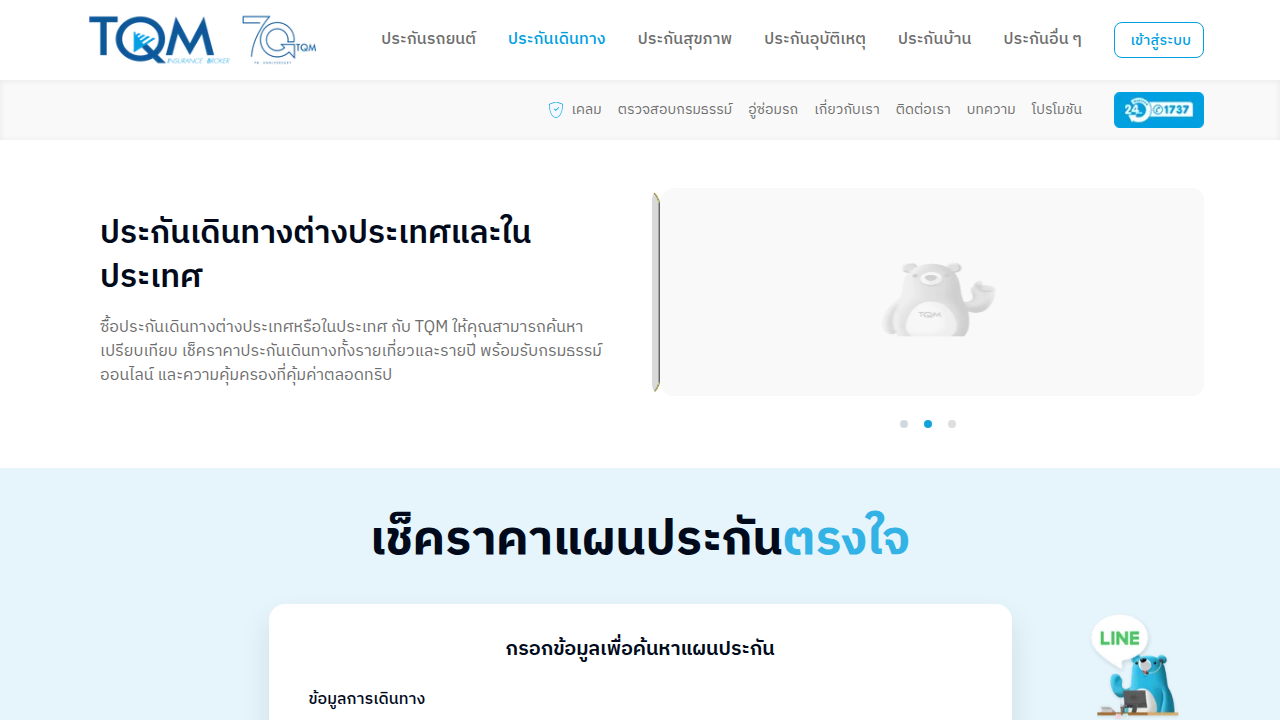 TQM
INSURANCE BROKER
70
TQM
70 ANNIVERSARY
ประกันรถยนต์
ประกันเดินทาง
ประกันสุขภาพ
ประกันอุบัติเหตุ
ประกันบ้าน
ประกันอื่น ๆ
เข้าสู่ระบบ
เคลม
ตรวจสอบกรมธรรม์
อู่ซ่อมรถ
เกี่ยวกับเรา
ติดต่อเรา
บทความ
โปรโมชัน
24 1737
ประกันเดินทางต่างประเทศและใน
ประเทศ
ซื้อประกันเดินทางต่างประเทศหรือในประเทศ กับ TQM ให้คุณสามารถค้นหา
เปรียบเทียบ เช็คราคาประกันเดินทางทั้งรายเที่ยวและรายปี พร้อมรับกรมธรรม์
ออนไลน์ และความคุ้มครองที่คุ้มค่าตลอดทริป
TQM
เช็คราคาแผนประกันตรงใจ
กรอกข้อมูลเพื่อค้นหาแผนประกัน
ข้อมูลการเดินทาง
LINE